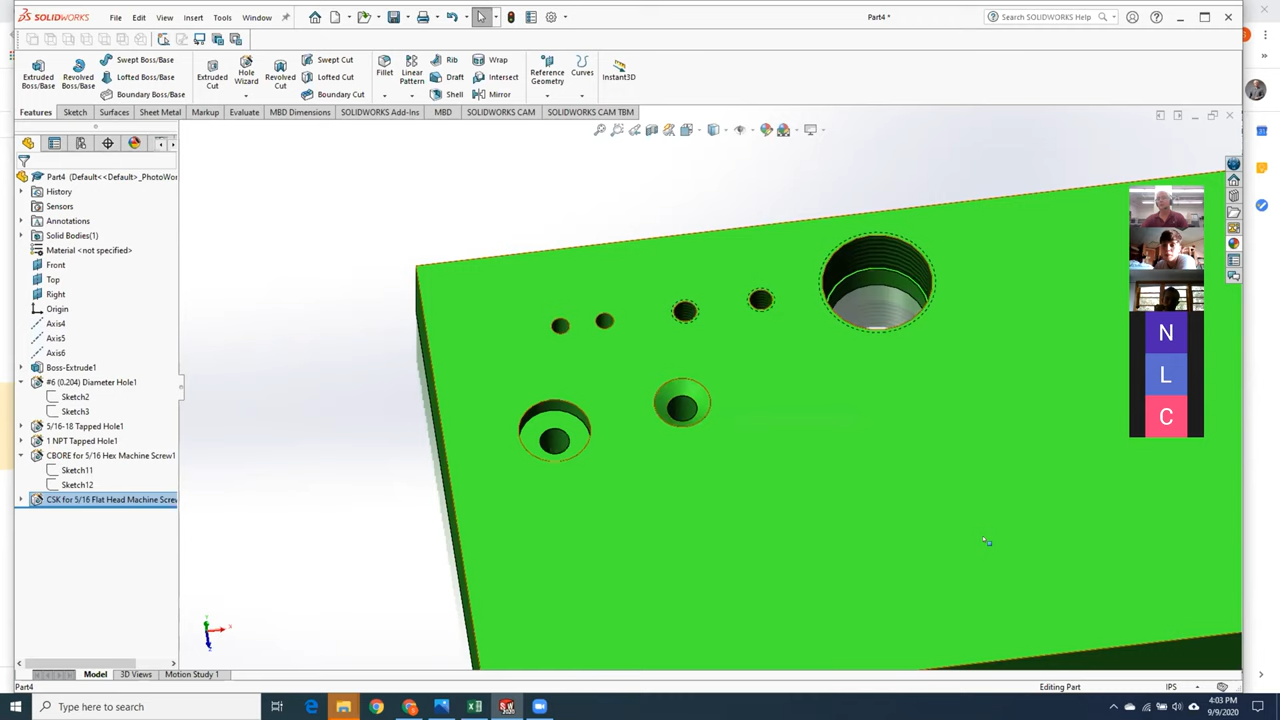 SOLIDWORKS File Edit View Insert Tools Window Part4 * Search SOLIDWORKS Help
Extruded Boss/Base
Revolved Boss/Base
Swept Boss/Base
Lofted Boss/Base
Boundary Boss/Base
Extruded Cut
Hole Wizard
Revolved Cut
Swept Cut
Lofted Cut
Boundary Cut
Fillet
Linear Pattern
Rib
Draft
Shell
Wrap
Intersect
Mirror
Reference Geometry
Curves
Instant3D
Features Sketch Surfaces Sheet Metal Markup Evaluate MBD Dimensions SOLIDWORKS Add-Ins MBD SOLIDWORKS CAM SOLIDWORKS CAM TBM
Part4 (Default<<Default>_PhotoWor
History
Sensors
Annotations
Solid Bodies(1)
Material <not specified>
Front
Top
Right
Origin
Axis4
Axis5
Axis6
Boss-Extrude1
#6 (0.204) Diameter Hole1
Sketch2
Sketch3
5/16-18 Tapped Hole1
1 NPT Tapped Hole1
CBORE for 5/16 Hex Machine Screw1
Sketch11
Sketch12
CSK for 5/16 Flat Head Machine Screw
N
L
C
Model 3D Views Motion Study 1
Part4 Editing Part IPS
Type here to search
4:03 PM
9/9/2020